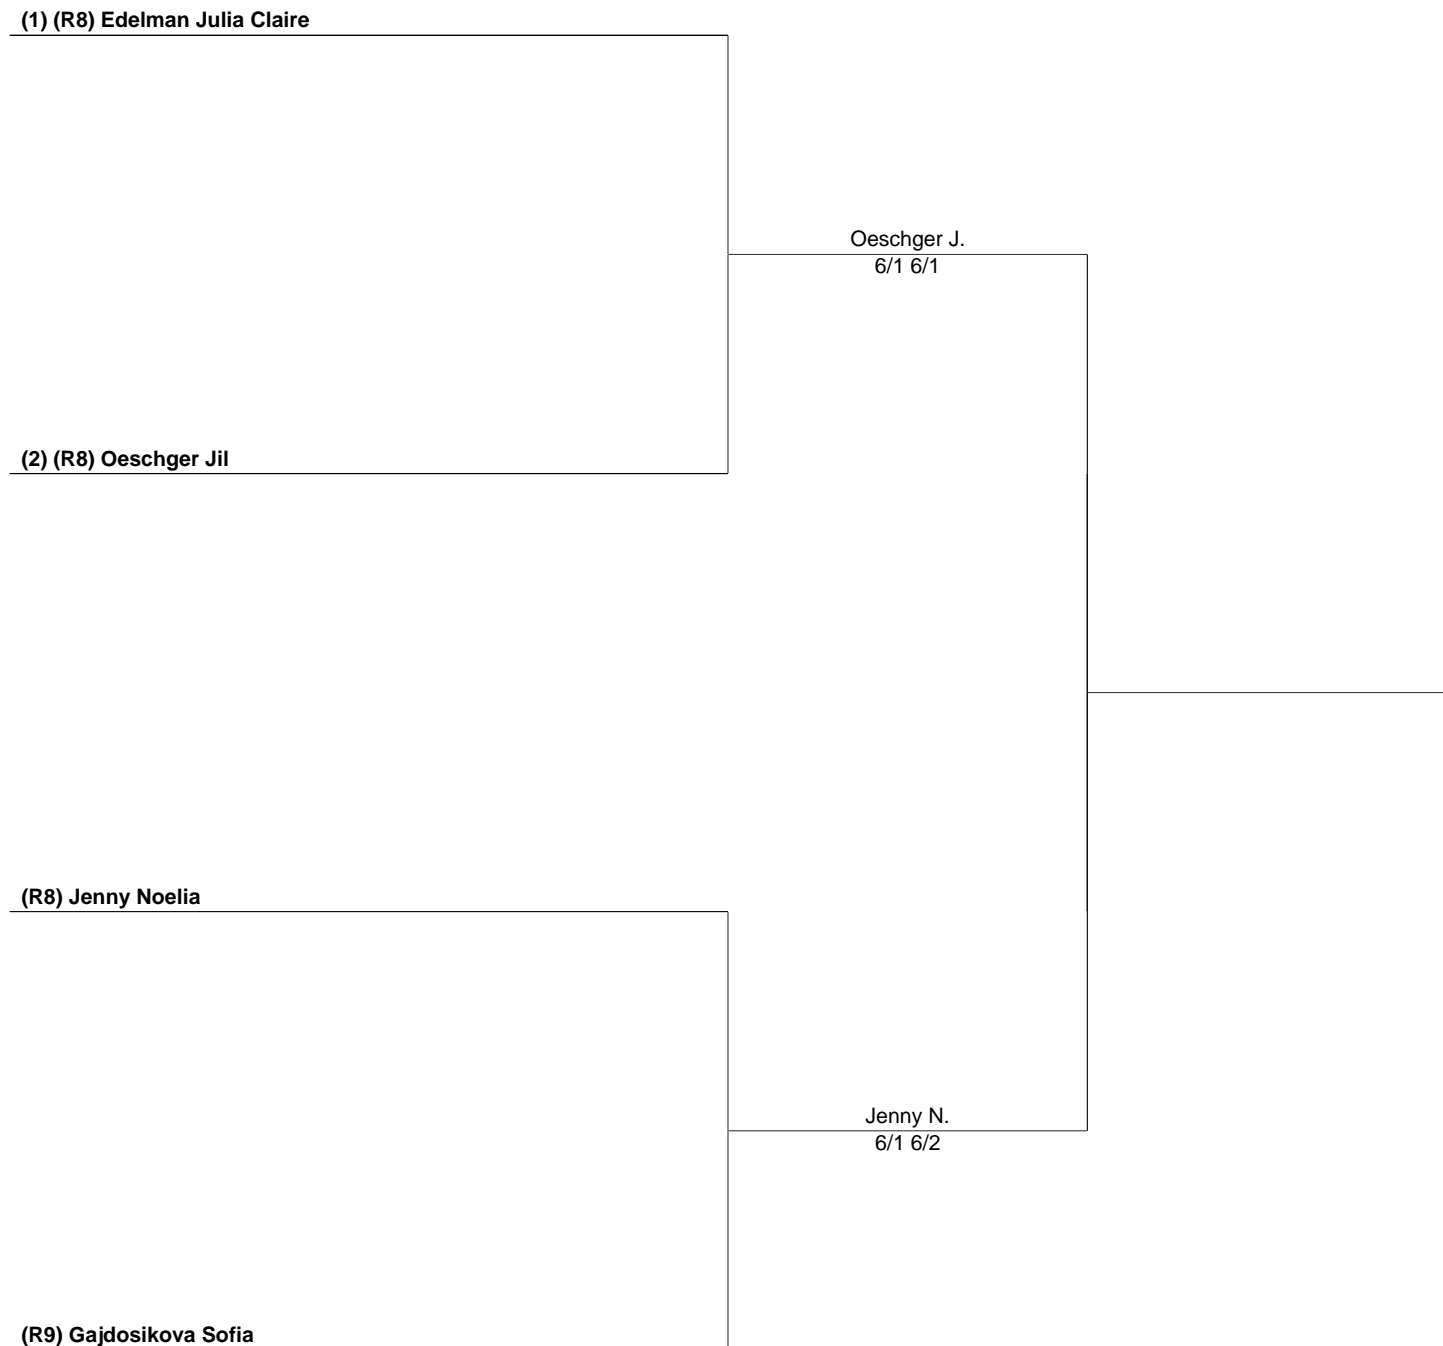 (1) (R8) Edelman Julia Claire
Oeschger J.
6/1 6/1
(2) (R8) Oeschger Jil
(R8) Jenny Noelia
Jenny N.
6/1 6/2
(R9) Gajdosikova Sofia